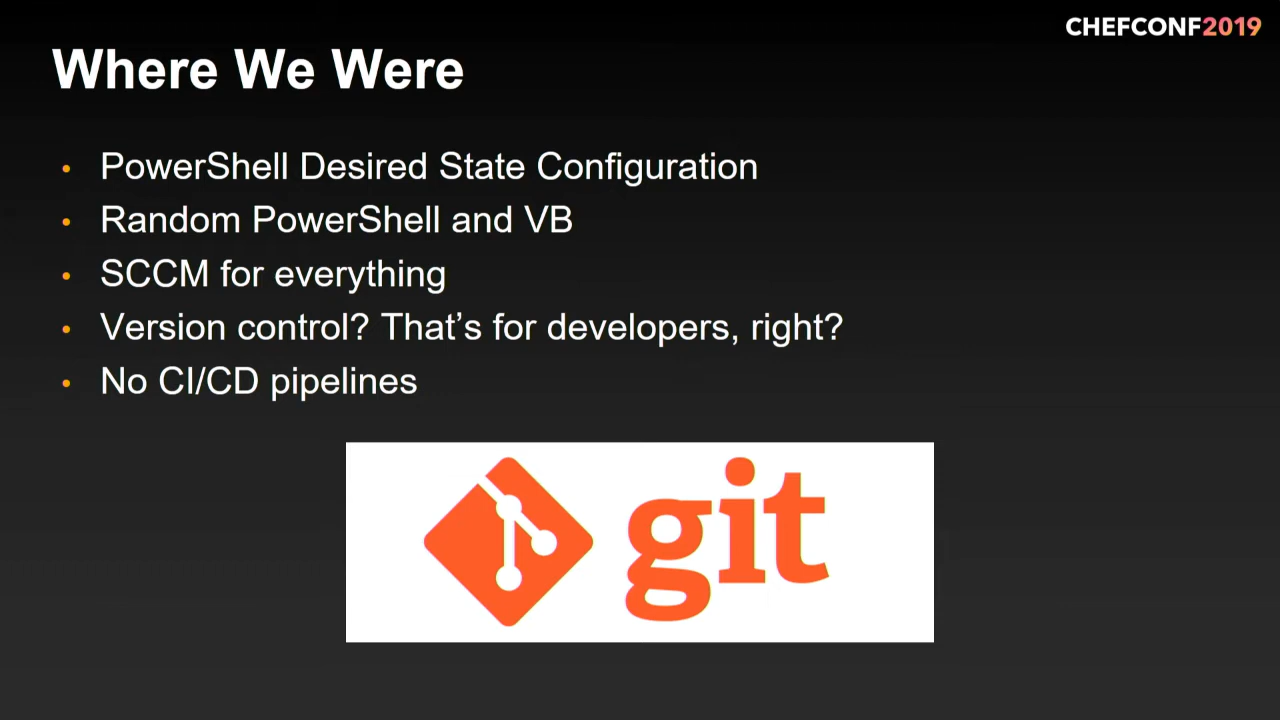 CHEFCONF2019
Where We Were
• PowerShell Desired State Configuration
• Random PowerShell and VB
• SCCM for everything
• Version control? That’s for developers, right?
• No CI/CD pipelines
git